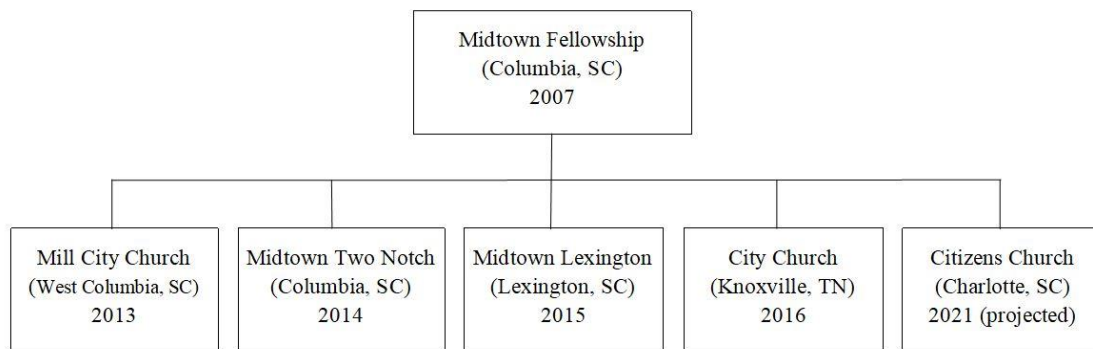 Midtown Fellowship
(Columbia, SC)
2007
Mill City Church
(West Columbia, SC)
2013
Midtown Two Notch
(Columbia, SC)
2014
Midtown Lexington
(Lexington, SC)
2015
City Church
(Knoxville, TN)
2016
Citizens Church
(Charlotte, SC)
2021 (projected)